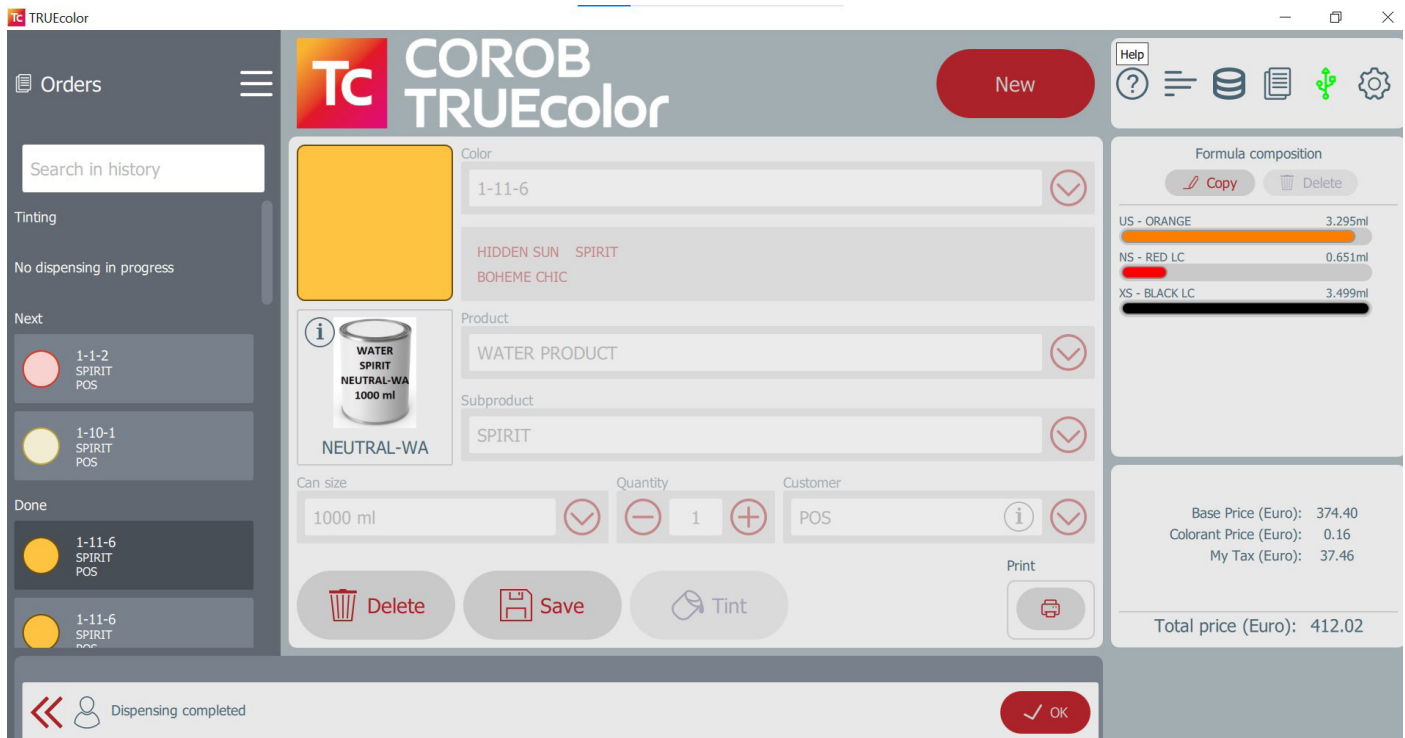 Tc TRUEcolor
Orders
Search in history
Tinting
No dispensing in progress
Next
1-1-2
SPIRIT
POS
1-10-1
SPIRIT
POS
Done
1-11-6
SPIRIT
POS
1-11-6
SPIRIT
POS
Tc COROB
TRUEcolor
New
Help
Color
1-11-6
HIDDEN SUN SPIRIT
BOHEME CHIC
WATER
SPIRIT
NEUTRAL-WA
1000 ml
NEUTRAL-WA
Product
WATER PRODUCT
Subproduct
SPIRIT
Can size
1000 ml
Quantity
1
Customer
POS
Delete
Save
Tint
Print
Formula composition
Copy
Delete
US - ORANGE 3.295ml
NS - RED LC 0.651ml
XS - BLACK LC 3.499ml
Base Price (Euro): 374.40
Colorant Price (Euro): 0.16
My Tax (Euro): 37.46
Total price (Euro): 412.02
Dispensing completed
OK